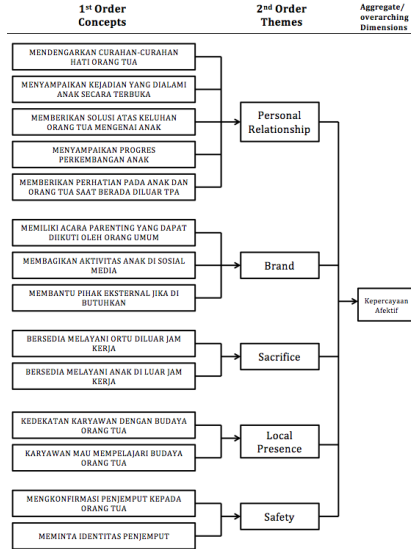 1st Order
Concepts
2nd Order
Themes
Aggregate/
overarching
Dimensions
MENDENGARKAN CURAHAN-CURAHAN
HATI ORANG TUA
MENYAMPAIKAN KEJADIAN YANG DIALAMI
ANAK SECARA TERBUKA
MEMBERIKAN SOLUSI ATAS KELUHAN
ORANG TUA MENGENAI ANAK
MENYAMPAIKAN PROGRES
PERKEMBANGAN ANAK
MEMBERIKAN PERHATIAN PADA ANAK DAN
ORANG TUA SAAT BERADA DILUAR TPA
Personal
Relationship
MEMILIKI ACARA PARENTING YANG DAPAT
DIIKUTI OLEH ORANG UMUM
MEMBAGIKAN AKTIVITAS ANAK DI SOSIAL
MEDIA
MEMBANTU PIHAK EKSTERNAL JIKA DI
BUTUHKAN
Brand
Kepercayaan
Afektif
BERSEDIA MELAYANI ORTU DILUAR JAM
KERJA
BERSEDIA MELAYANI ANAK DI LUAR JAM
KERJA
Sacrifice
KEDEKATAN KARYAWAN DENGAN BUDAYA
ORANG TUA
KARYAWAN MAU MEMPELAJARI BUDAYA
ORANG TUA
Local
Presence
MENGKONFIRMASI PENJEMPUT KEPADA
ORANG TUA
MEMINTA IDENTITAS PENJEMPUT
Safety